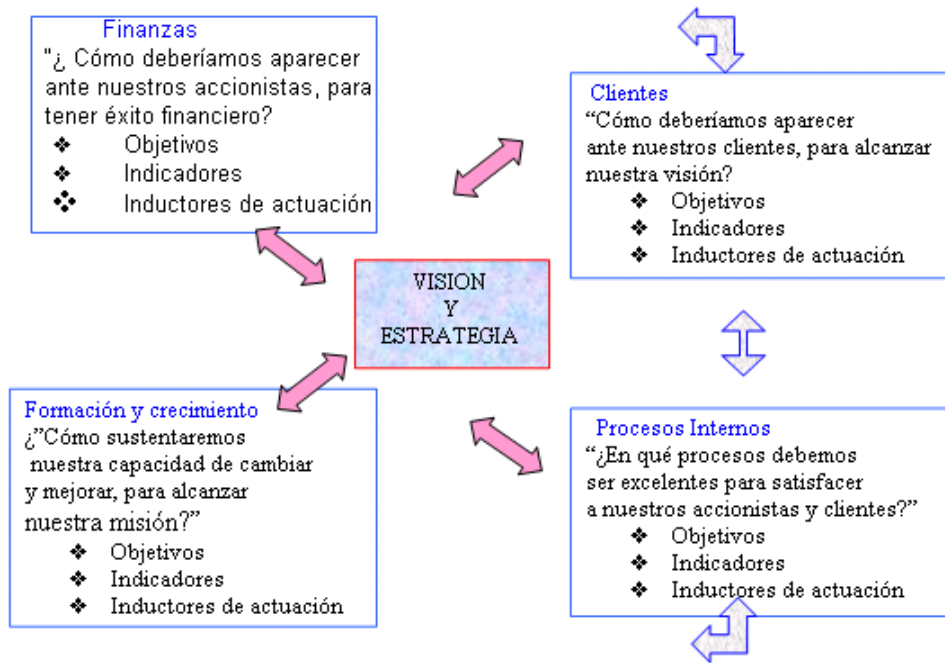 Finanzas
"¿ Cómo deberíamos aparecer
ante nuestros accionistas, para
tener éxito financiero?
❖ Objetivos
❖ Indicadores
❖ Inductores de actuación
Clientes
“Cómo deberíamos aparecer
ante nuestros clientes, para alcanzar
nuestra visión?
❖ Objetivos
❖ Indicadores
❖ Inductores de actuación
VISION
Y
ESTRATEGIA
Formación y crecimiento
¿”Cómo sustentaremos
nuestra capacidad de cambiar
y mejorar, para alcanzar
nuestra misión?”
❖ Objetivos
❖ Indicadores
❖ Inductores de actuación
Procesos Internos
“¿En qué procesos debemos
ser excelentes para satisfacer
a nuestros accionistas y clientes?”
❖ Objetivos
❖ Indicadores
❖ Inductores de actuación